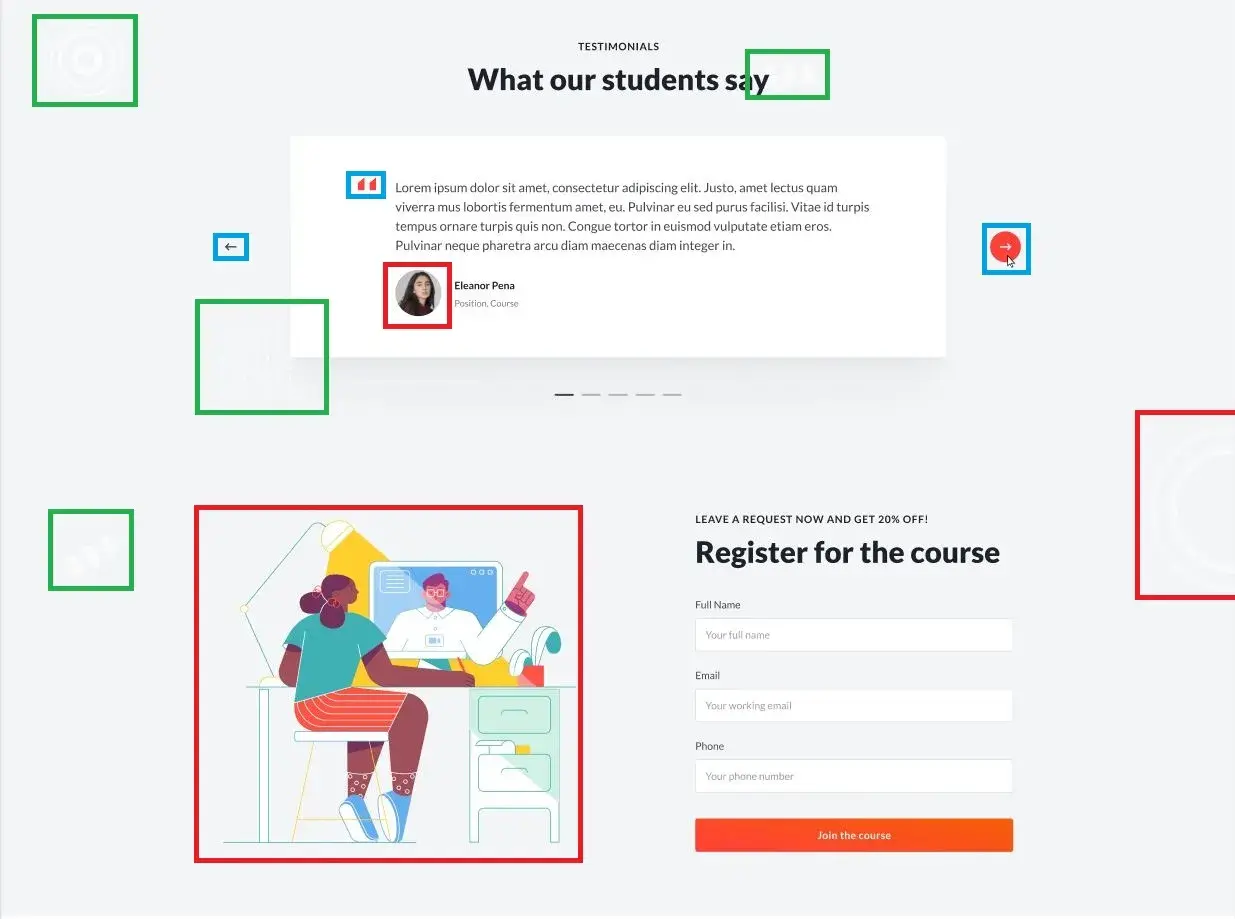 TESTIMONIALS
What our students say
Lorem ipsum dolor sit amet, consectetur adipiscing elit. Justo, amet lectus quam
viverra mus lobortis fermentum amet, eu. Pulvinar eu sed purus facilisi. Vitae id turpis
tempus ornare turpis quis non. Congue tortor in euismod vulputate etiam eros.
Pulvinar neque pharetra arcu diam maecenas diam integer in.
Eleanor Pena
Position, Course
LEAVE A REQUEST NOW AND GET 20% OFF!
Register for the course
Full Name
Your full name
Email
Your working email
Phone
Your phone number
Join the course